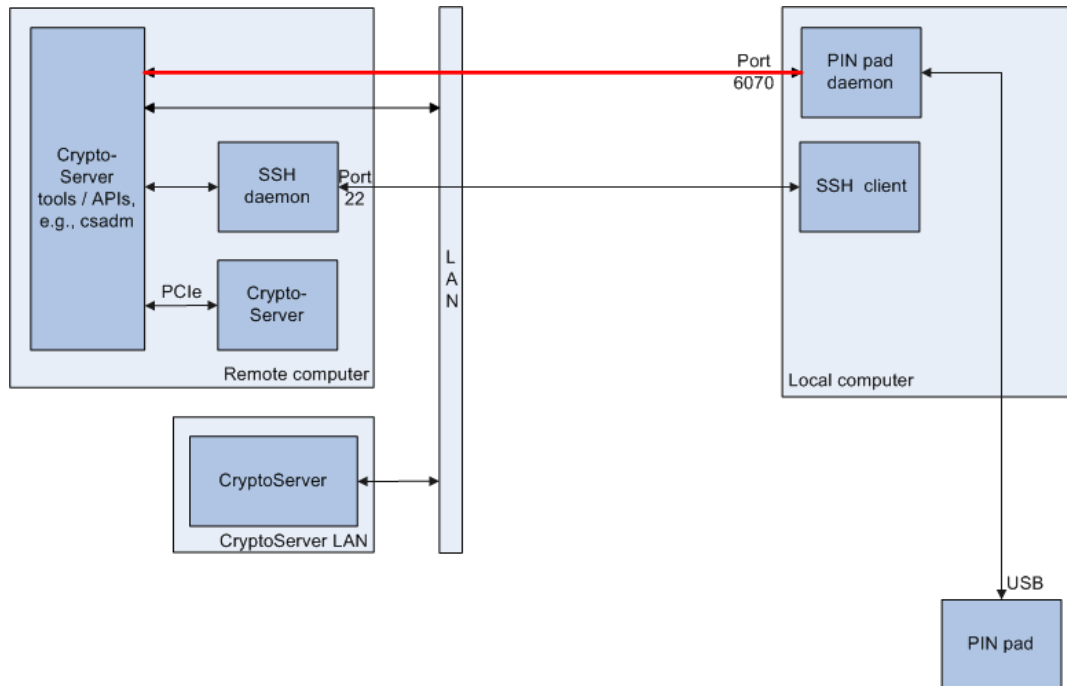 Port
6070
PIN pad
daemon
Crypto-
Server
tools / APIs,
e.g., csadm
SSH
daemon
Port
22
SSH client
L
A
N
PCIe
Crypto-
Server
Remote computer
Local computer
CryptoServer
CryptoServer LAN
USB
PIN pad